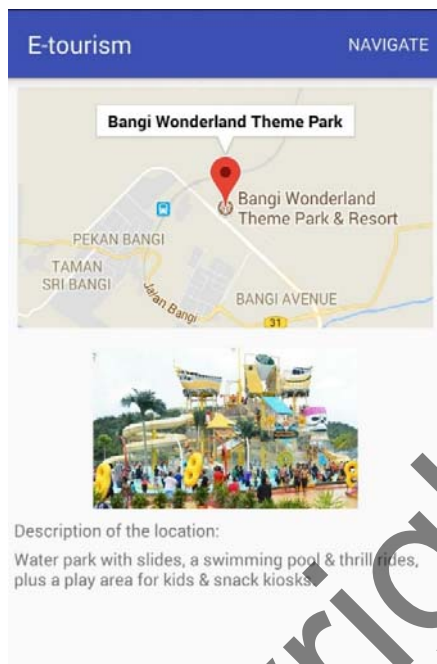 E-tourism
NAVIGATE
Bangi Wonderland Theme Park
Bangi Wonderland
Theme Park & Resort
PEKAN BANGI
TAMAN
SRI BANGI
Jalan Bangi
BANGI AVENUE
31
Description of the location:
Water park with slides, a swimming pool & thrill rides,
plus a play area for kids & snack kiosks.